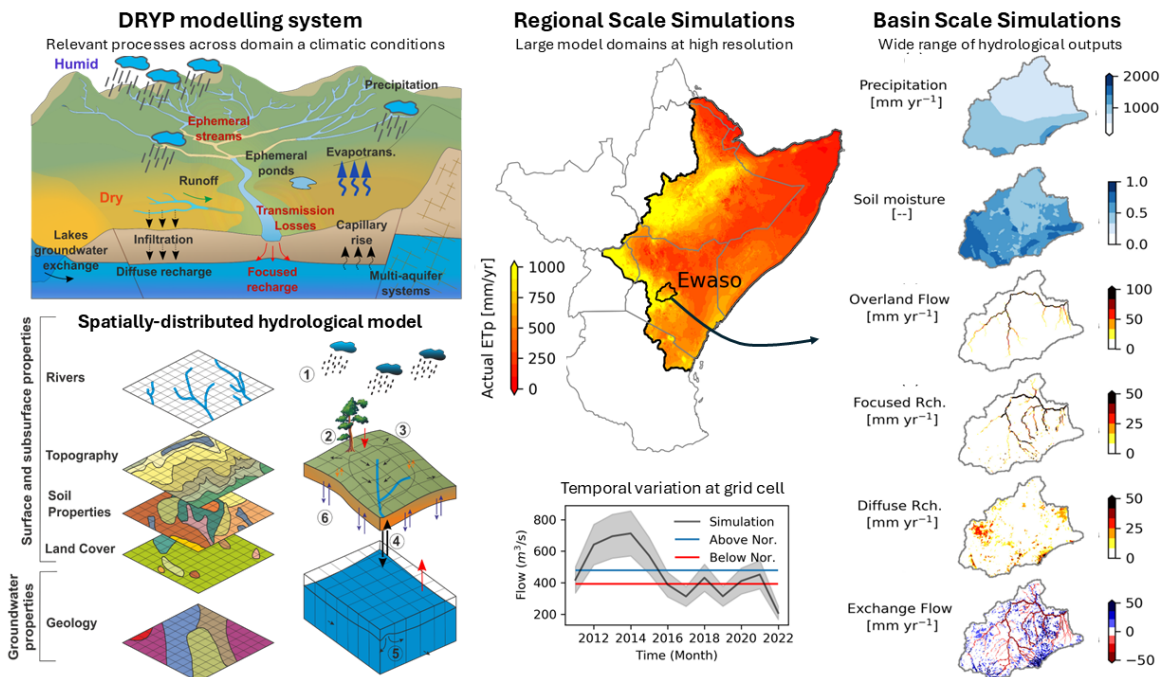 DRYP modelling system
Relevant processes across domain a climatic conditions
Humid
Precipitation
Ephemeral
streams
Ephemeral
ponds
Evapotrans.
Runoff
Dry
Transmission
Losses
Capillary
rise
Lakes
groundwater
exchange
Infiltration
Diffuse recharge
Focused
recharge
Multi-aquifer
systems
Spatially-distributed hydrological model
Surface and subsurface properties
Rivers
Topography
Soil
Properties
Land Cover
Groundwater
properties
Geology
1
2
3
4
5
6
Regional Scale Simulations
Large model domains at high resolution
Ewaso
Actual ETp [mm/yr]
1000
750
500
250
0
Temporal variation at grid cell
Flow (m³/s)
800
600
400
200
Simulation
Above Nor.
Below Nor.
2012 2014 2016 2018 2020 2022
Time (Month)
Basin Scale Simulations
Wide range of hydrological outputs
Precipitation
[mm yr⁻¹]
2000
1000
Soil moisture
[--]
1.0
0.5
0.0
Overland Flow
[mm yr⁻¹]
100
50
0
Focused Rch.
[mm yr⁻¹]
50
25
0
Diffuse Rch.
[mm yr⁻¹]
50
25
0
Exchange Flow
[mm yr⁻¹]
50
0
−50